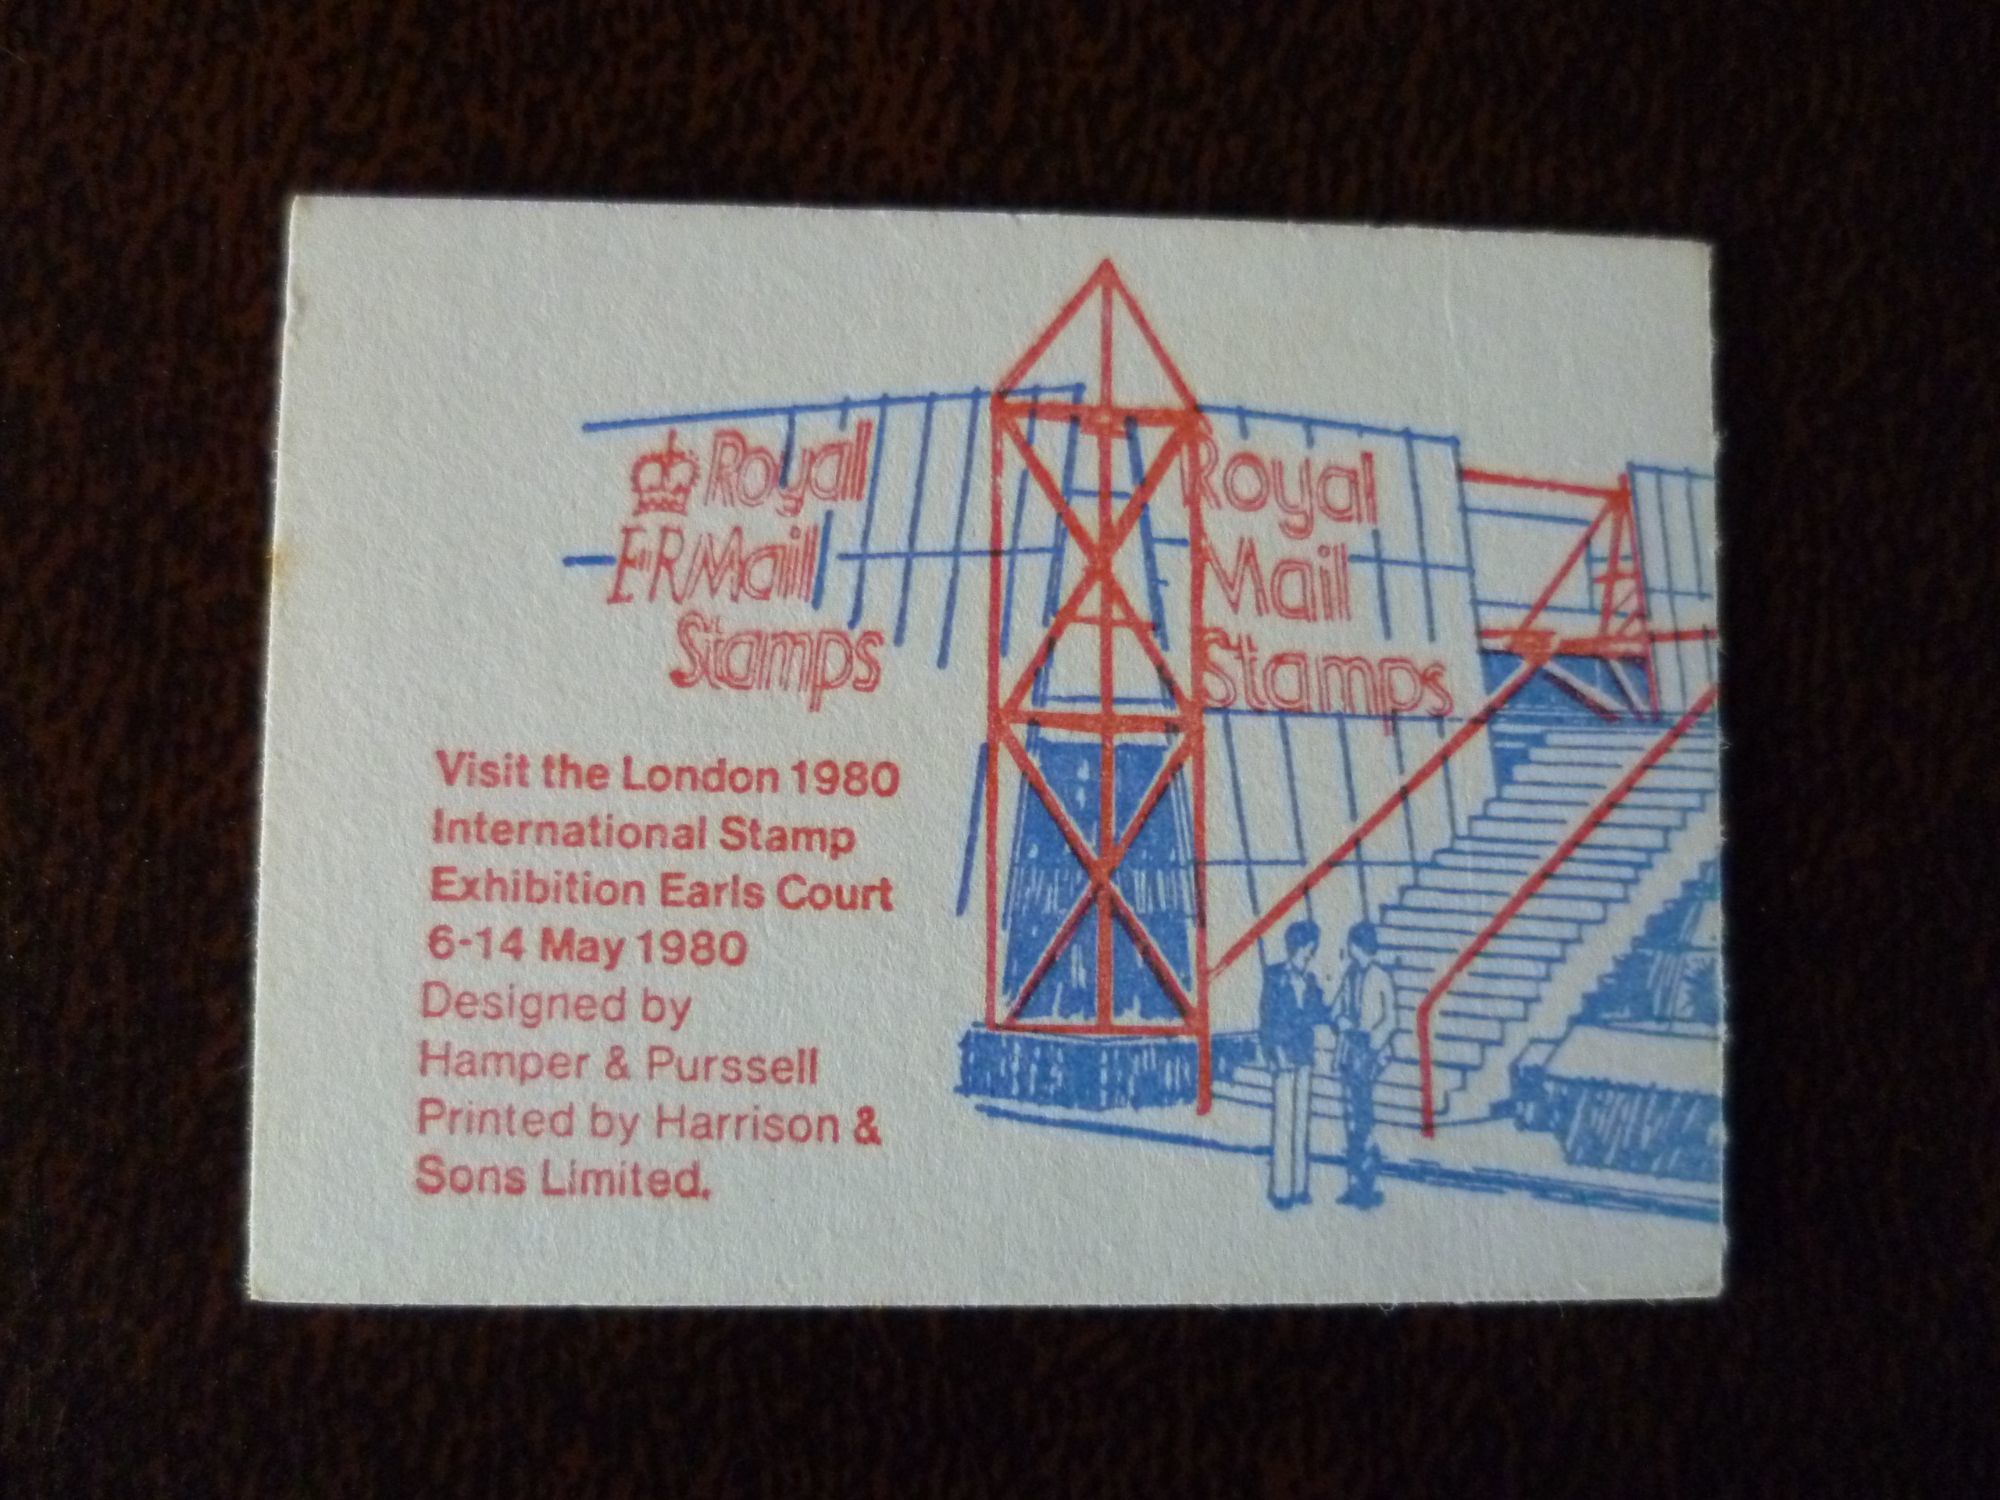 Royal
E R Mail
Stamps
Royal
Mail
Stamps
Visit the London 1980
International Stamp
Exhibition Earls Court
6-14 May 1980
Designed by
Hamper & Purssell
Printed by Harrison &
Sons Limited.